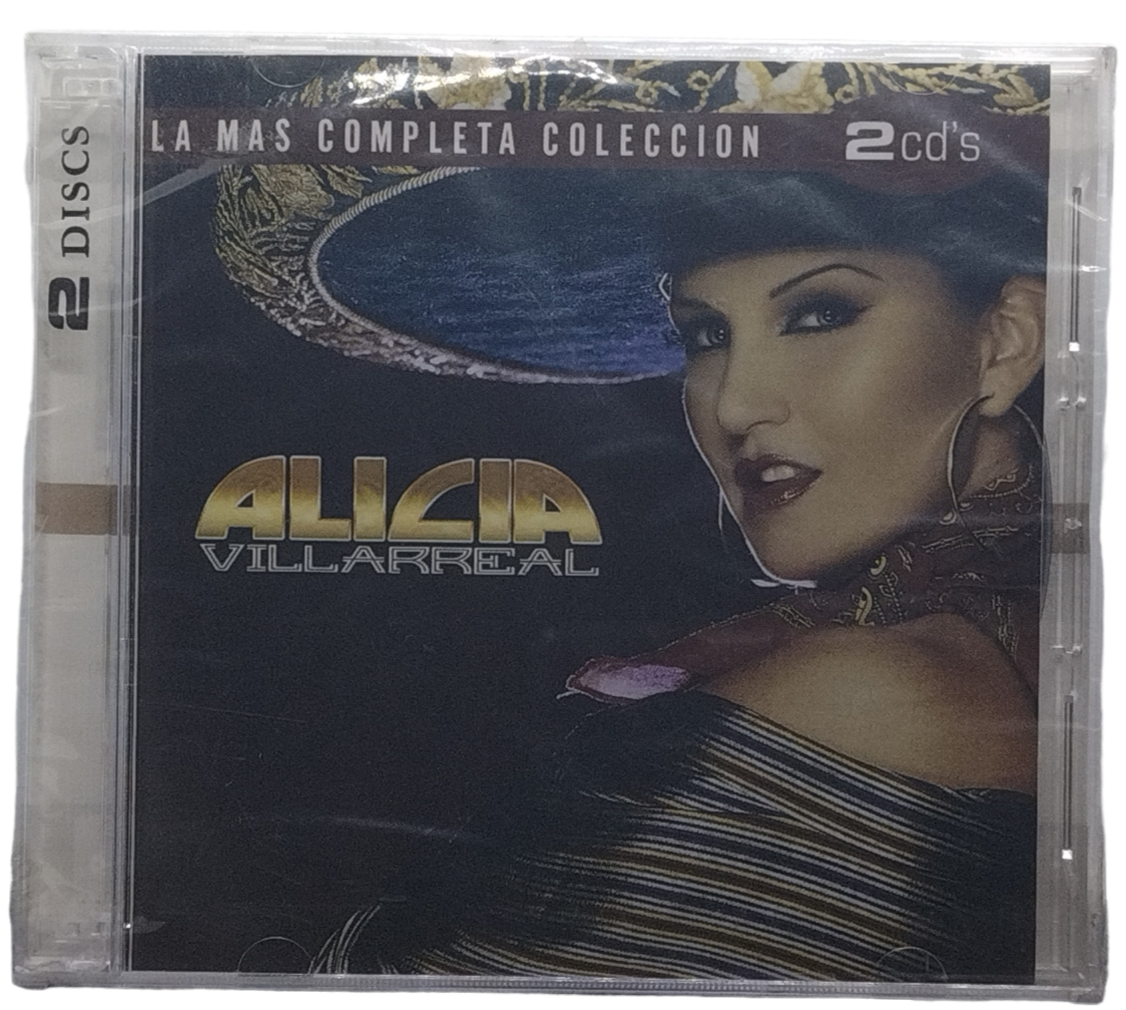 2 DISCS
LA MAS COMPLETA COLECCION 2cd's
ALICIA
VILLARREAL